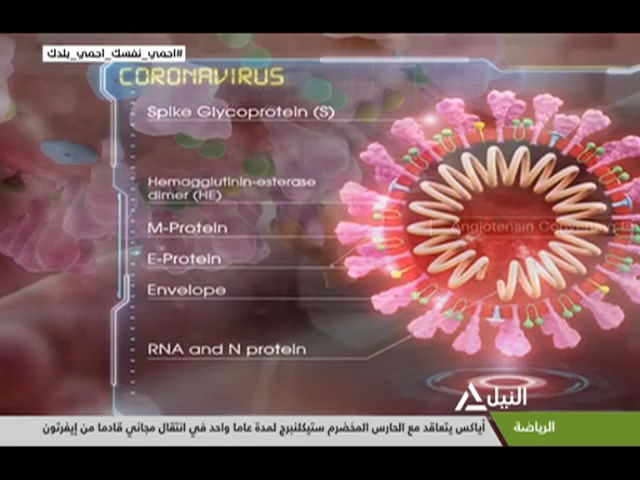 #احمي_نفسك_احمي_بلدك
CORONAVIRUS
Spike Glycoprotein (S)
Hemagglutinin-esterase
dimer (HE)
M-Protein
Angiotensin
E-Protein
Envelope
RNA and N protein
النيل
الرياضة
أياكس يتعاقد مع الحارس المخضرم ستيكلنبرج لمدة عاما واحد في انتقال مجاني قادما من إيفرتون